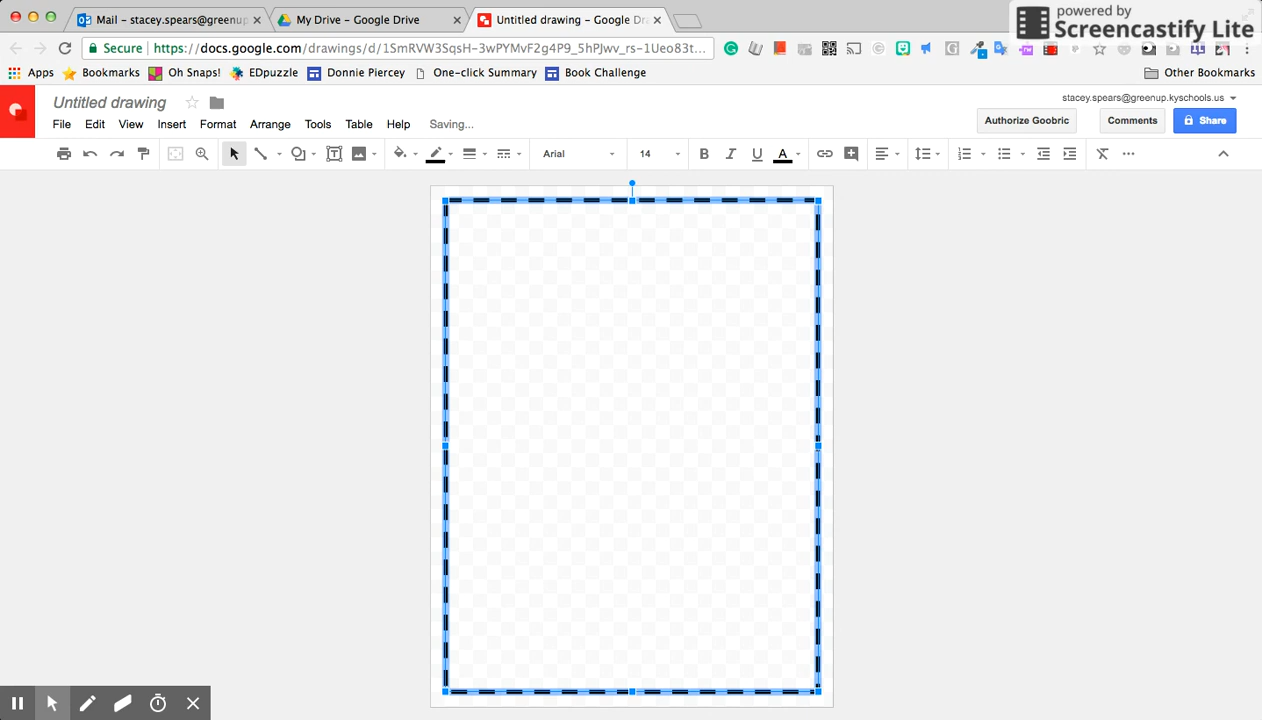 Mail – stacey.spears@greenup
My Drive – Google Drive
Untitled drawing – Google Dra
powered by
Screencastify Lite
Secure
https://docs.google.com/drawings/d/1SmRVW3SqsH-3wPYMvF2g4P9_5hPJwv_rs-1Ueo83t...
Apps
Bookmarks
Oh Snaps!
EDpuzzle
Donnie Piercey
One-click Summary
Book Challenge
Other Bookmarks
Untitled drawing
stacey.spears@greenup.kyschools.us
File
Edit
View
Insert
Format
Arrange
Tools
Table
Help
Saving...
Authorize Goobric
Comments
Share
Arial
14
B
I
U
A